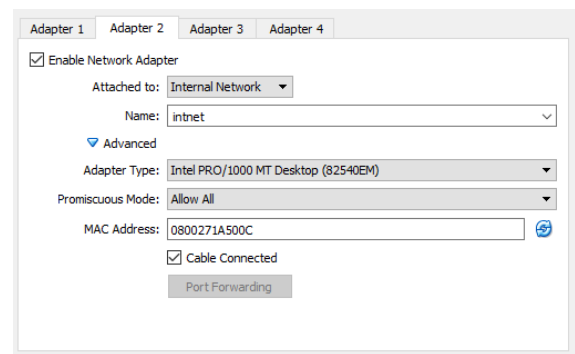 Adapter 1 Adapter 2 Adapter 3 Adapter 4
Enable Network Adapter
Attached to: Internal Network
Name: intnet
Advanced
Adapter Type: Intel PRO/1000 MT Desktop (82540EM)
Promiscuous Mode: Allow All
MAC Address: 0800271A500C
Cable Connected
Port Forwarding